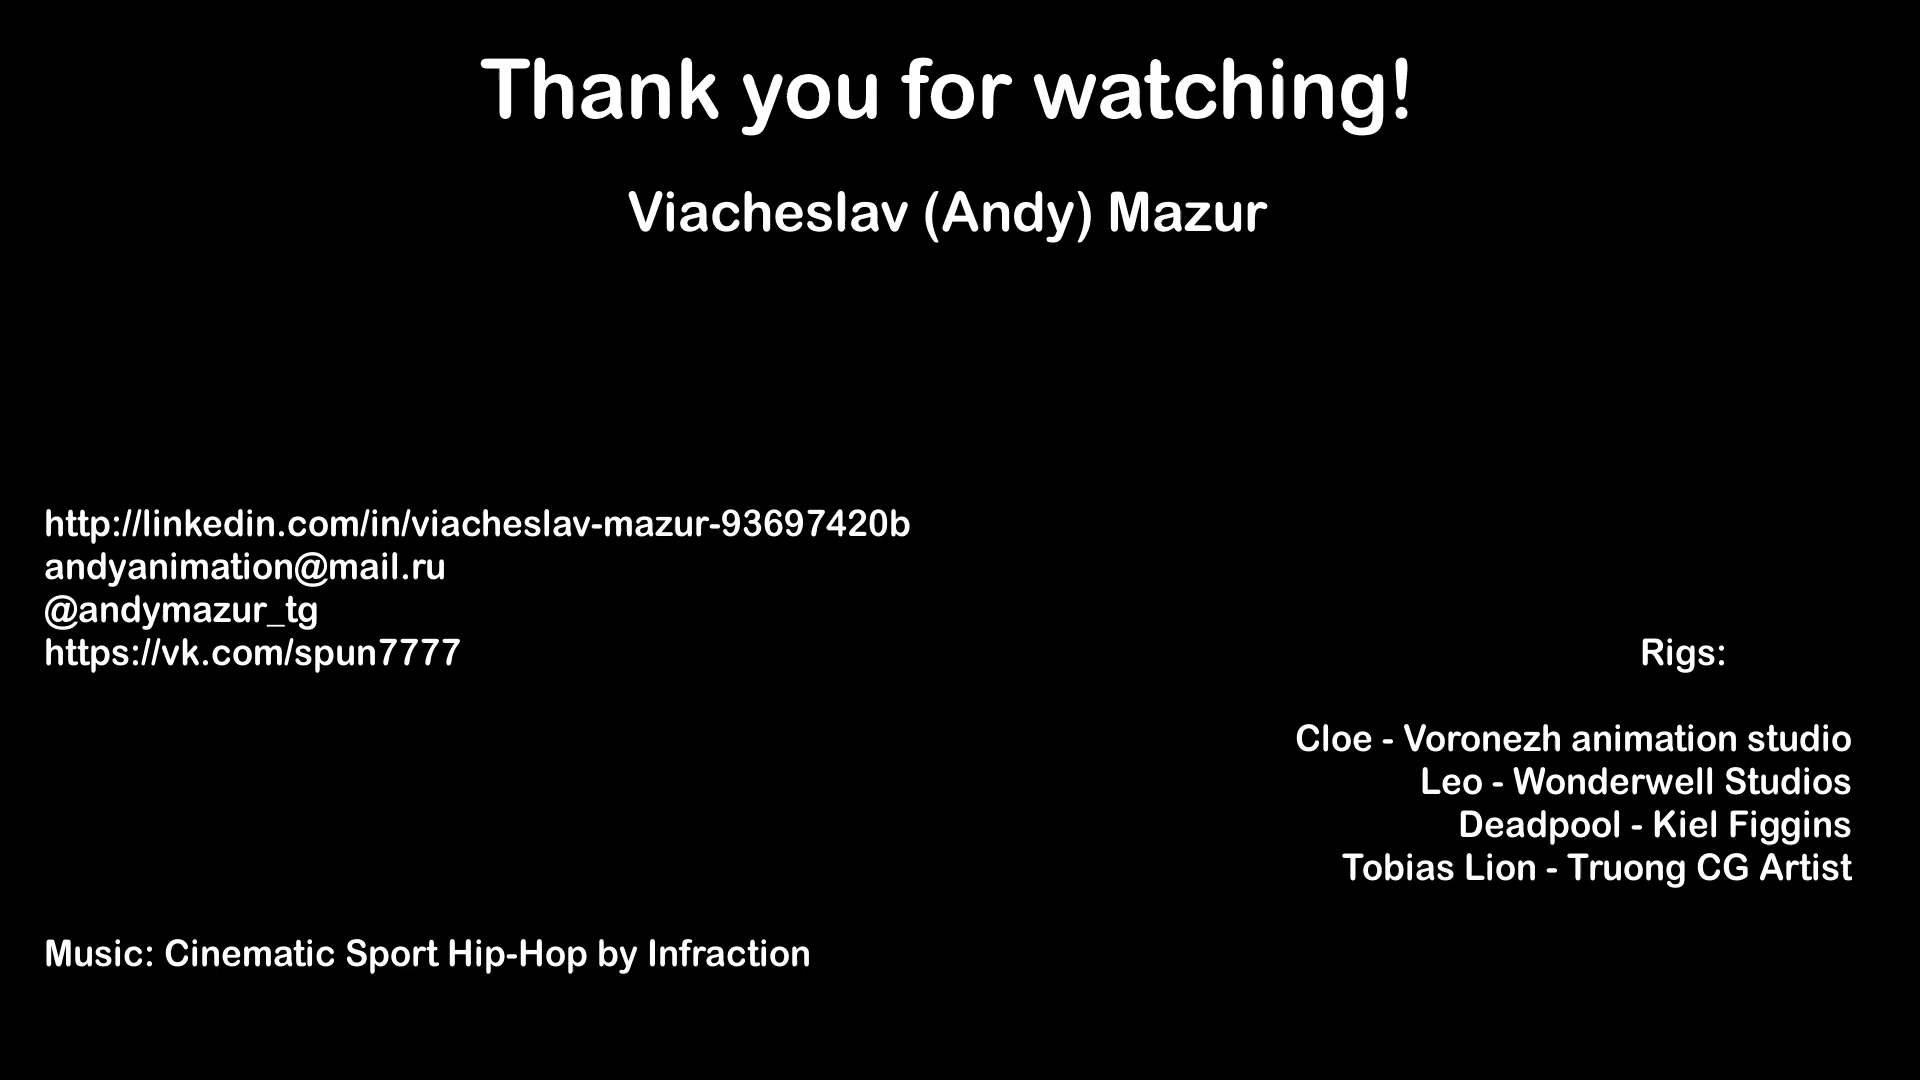 Thank you for watching!
Viacheslav (Andy) Mazur
http://linkedin.com/in/viacheslav-mazur-93697420b
andyanimation@mail.ru
@andymazur_tg
https://vk.com/spun7777
Rigs:
Cloe - Voronezh animation studio
Leo - Wonderwell Studios
Deadpool - Kiel Figgins
Tobias Lion - Truong CG Artist
Music: Cinematic Sport Hip-Hop by Infraction